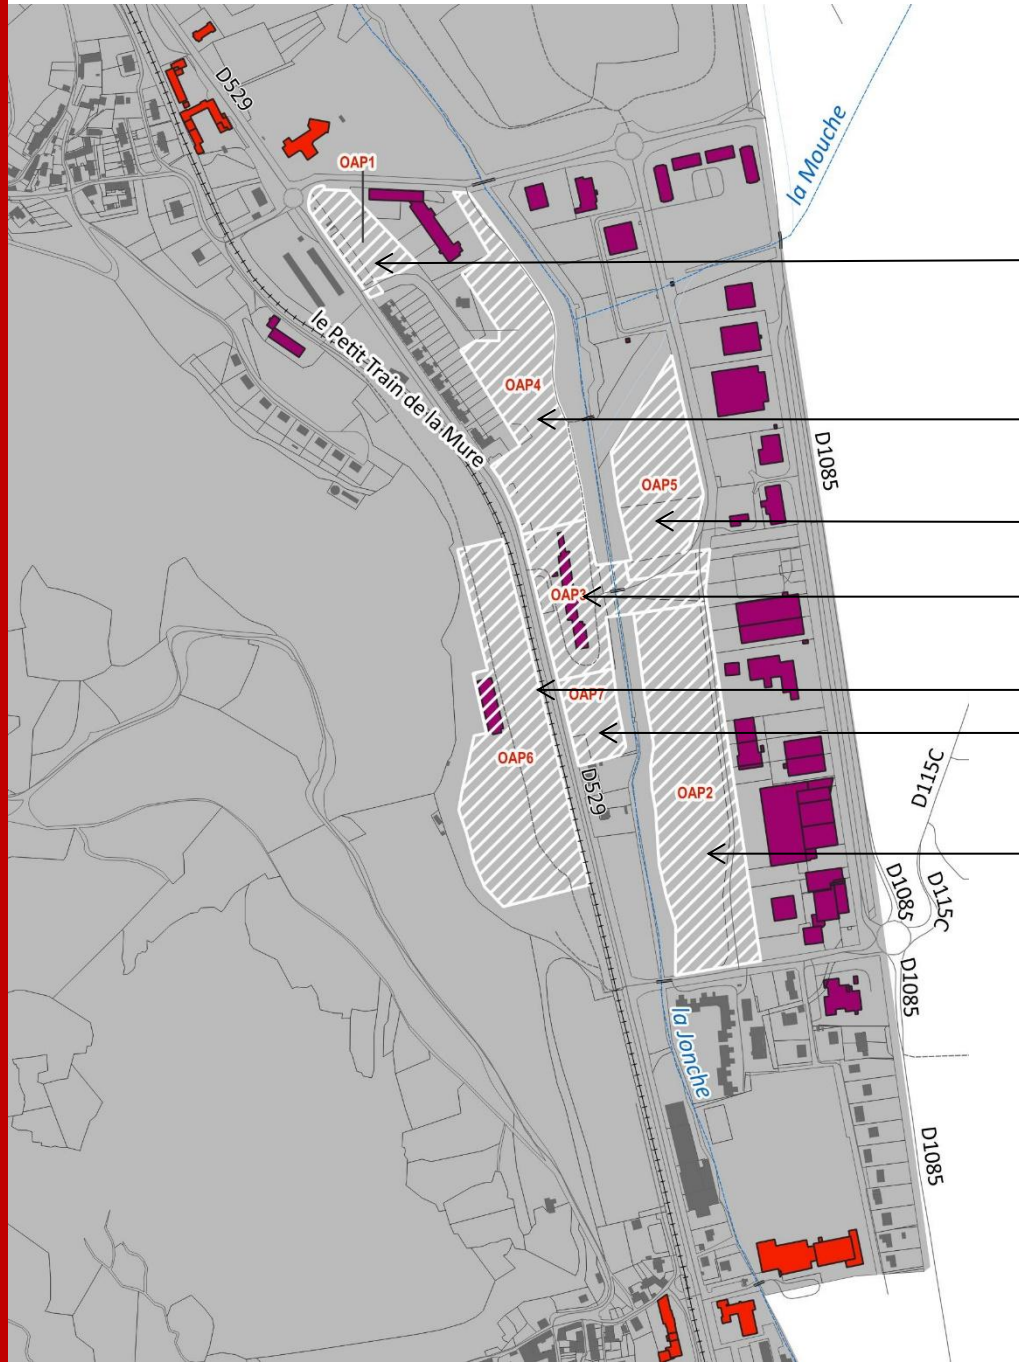 D529
OAP1
la Mouche
le Petit Train de la Mure
OAP4
D1085
OAP5
OAP3
OAP7
OAP6
D529
OAP2
D115C
D1085
D115C
D1085
la Jonche
D1085